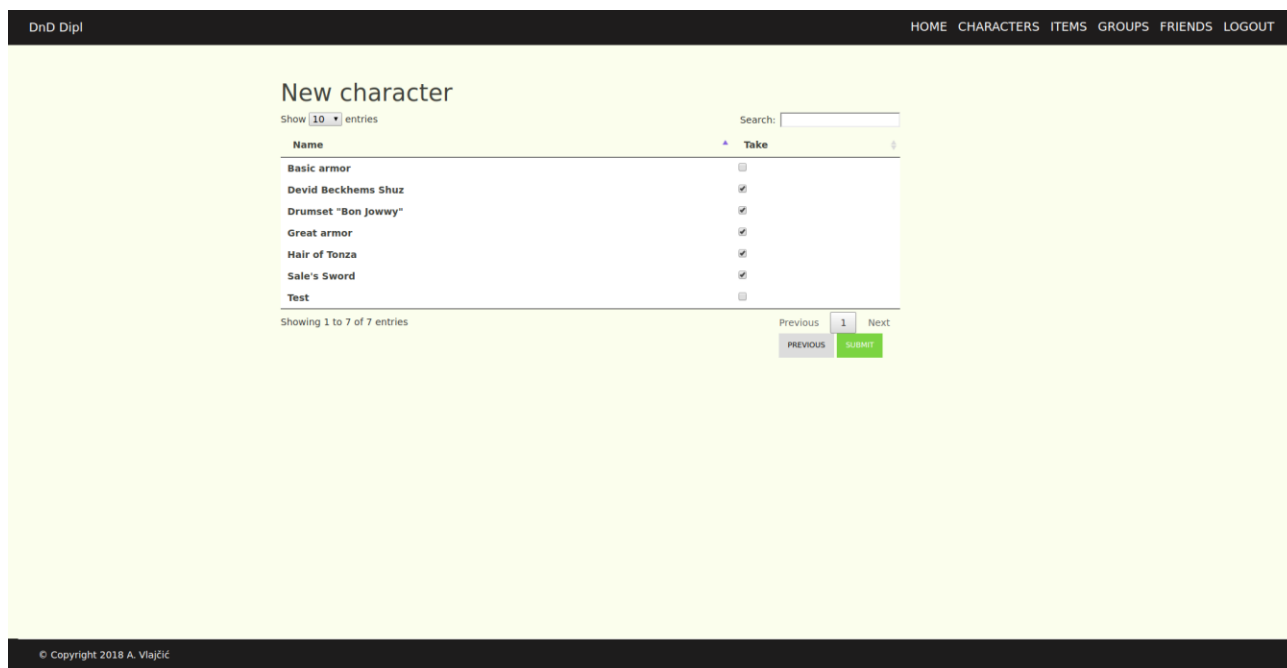 DnD Dipl HOME CHARACTERS ITEMS GROUPS FRIENDS LOGOUT
New character
Show 10 entries Search:
Name Take
Basic armor
Devid Beckhems Shuz
Drumset "Bon Jowwy"
Great armor
Hair of Tonza
Sale's Sword
Test
Showing 1 to 7 of 7 entries Previous 1 Next
PREVIOUS SUBMIT
© Copyright 2018 A. Vlajčić